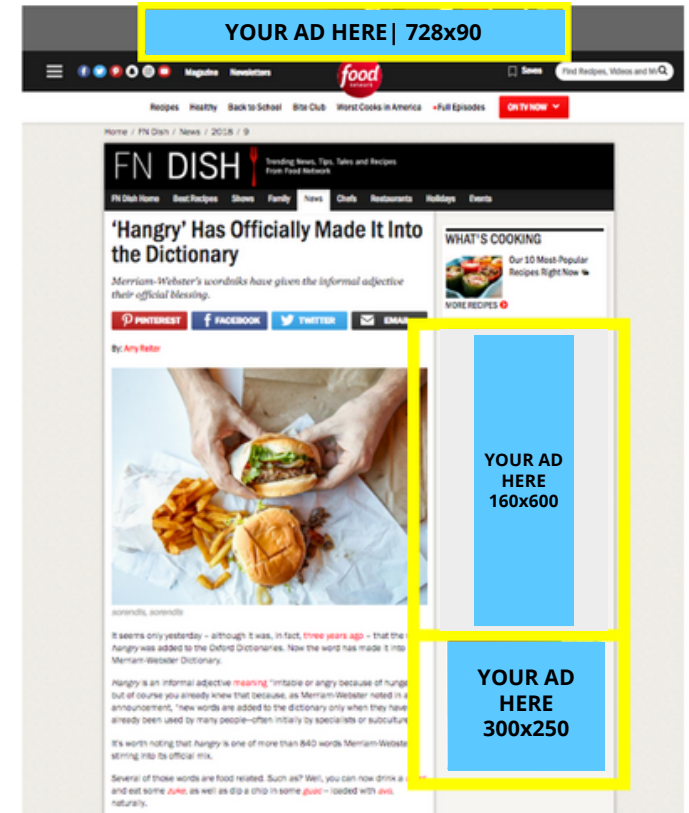 YOUR AD HERE| 728x90
Magazine Newsletters
food
network
Saves
Find Recipes, Videos and
Recipes Healthy Back to School Bite Club Worst Cooks in America •Full Episodes ON TV NOW
Home / FN Dish / News / 2018 / 9
FN DISH
Trending News, Tips, Tales and Recipes
From Food Network
FN Dish Home Best Recipes Shows Family News Chefs Restaurants Holidays Events
‘Hangry’ Has Officially Made It Into
the Dictionary
Merriam-Webster's wordniks have given the informal adjective
their official blessing.
PINTEREST FACEBOOK TWITTER EMA
By: Amy Reiter
WHAT'S COOKING
Our 10 Most-Popular
Recipes Right Now
MORE RECIPES
YOUR AD
HERE
160x600
YOUR AD
HERE
300x250
sorendls, sorendls
It seems only yesterday – although it was, in fact, three years ago – that the
hangry was added to the Oxford Dictionaries. Now the word has made it into
Merriam-Webster Dictionary.
Hangry is an informal adjective meaning "irritable or angry because of hunge
but of course you already knew that because, as Merriam-Webster noted in a
announcement, "new words are added to the dictionary only when they have
already been used by many people—often initially by specialists or subculture
It's worth noting that hangry is one of more than 840 words Merriam-Webste
stirring into its official mix.
Several of those words are food related. Such as? Well, you can now drink a
and eat some zuke, as well as dip a chip in some guac – loaded with avo,
naturally.